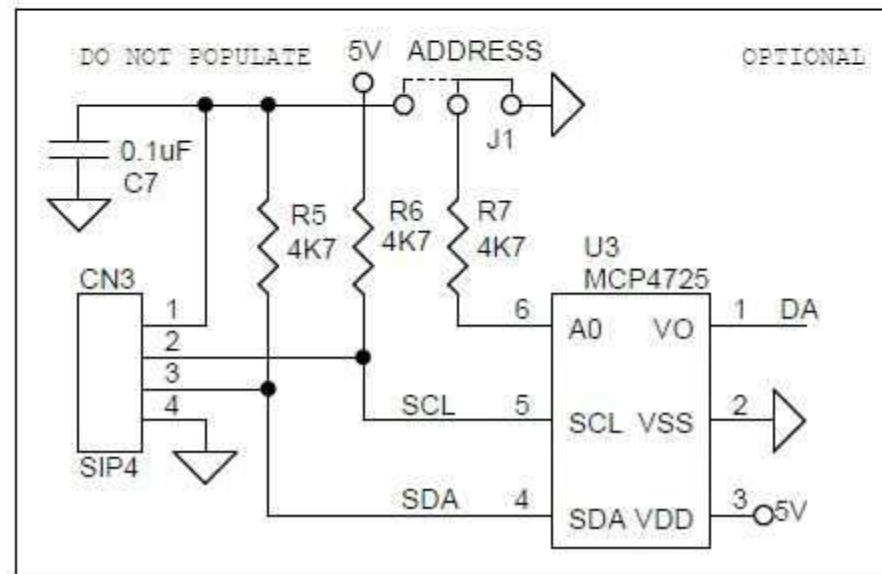 DO NOT POPULATE
5V
ADDRESS
OPTIONAL
J1
0.1uF
C7
R5
4K7
R6
4K7
R7
4K7
U3
MCP4725
CN3
1
2
3
4
SIP4
6
A0
VO
1
DA
SCL
5
SCL
VSS
2
SDA
4
SDA
VDD
3
5V